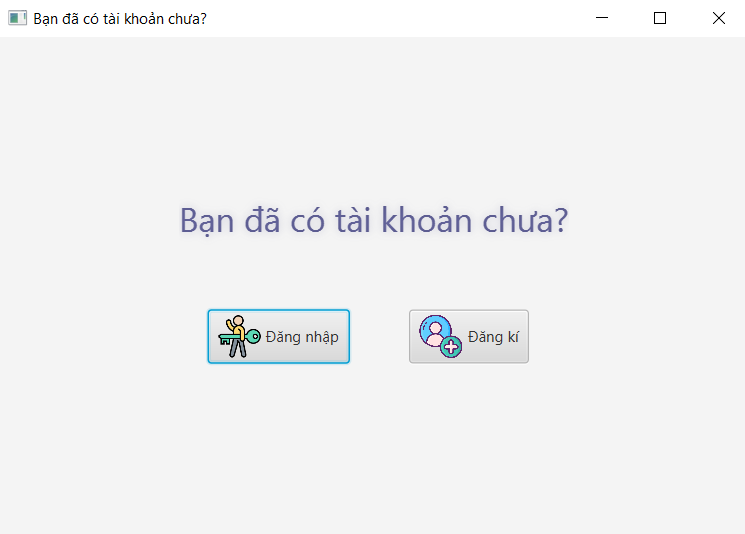 Bạn đã có tài khoản chưa?
Bạn đã có tài khoản chưa?
Đăng nhập
Đăng kí